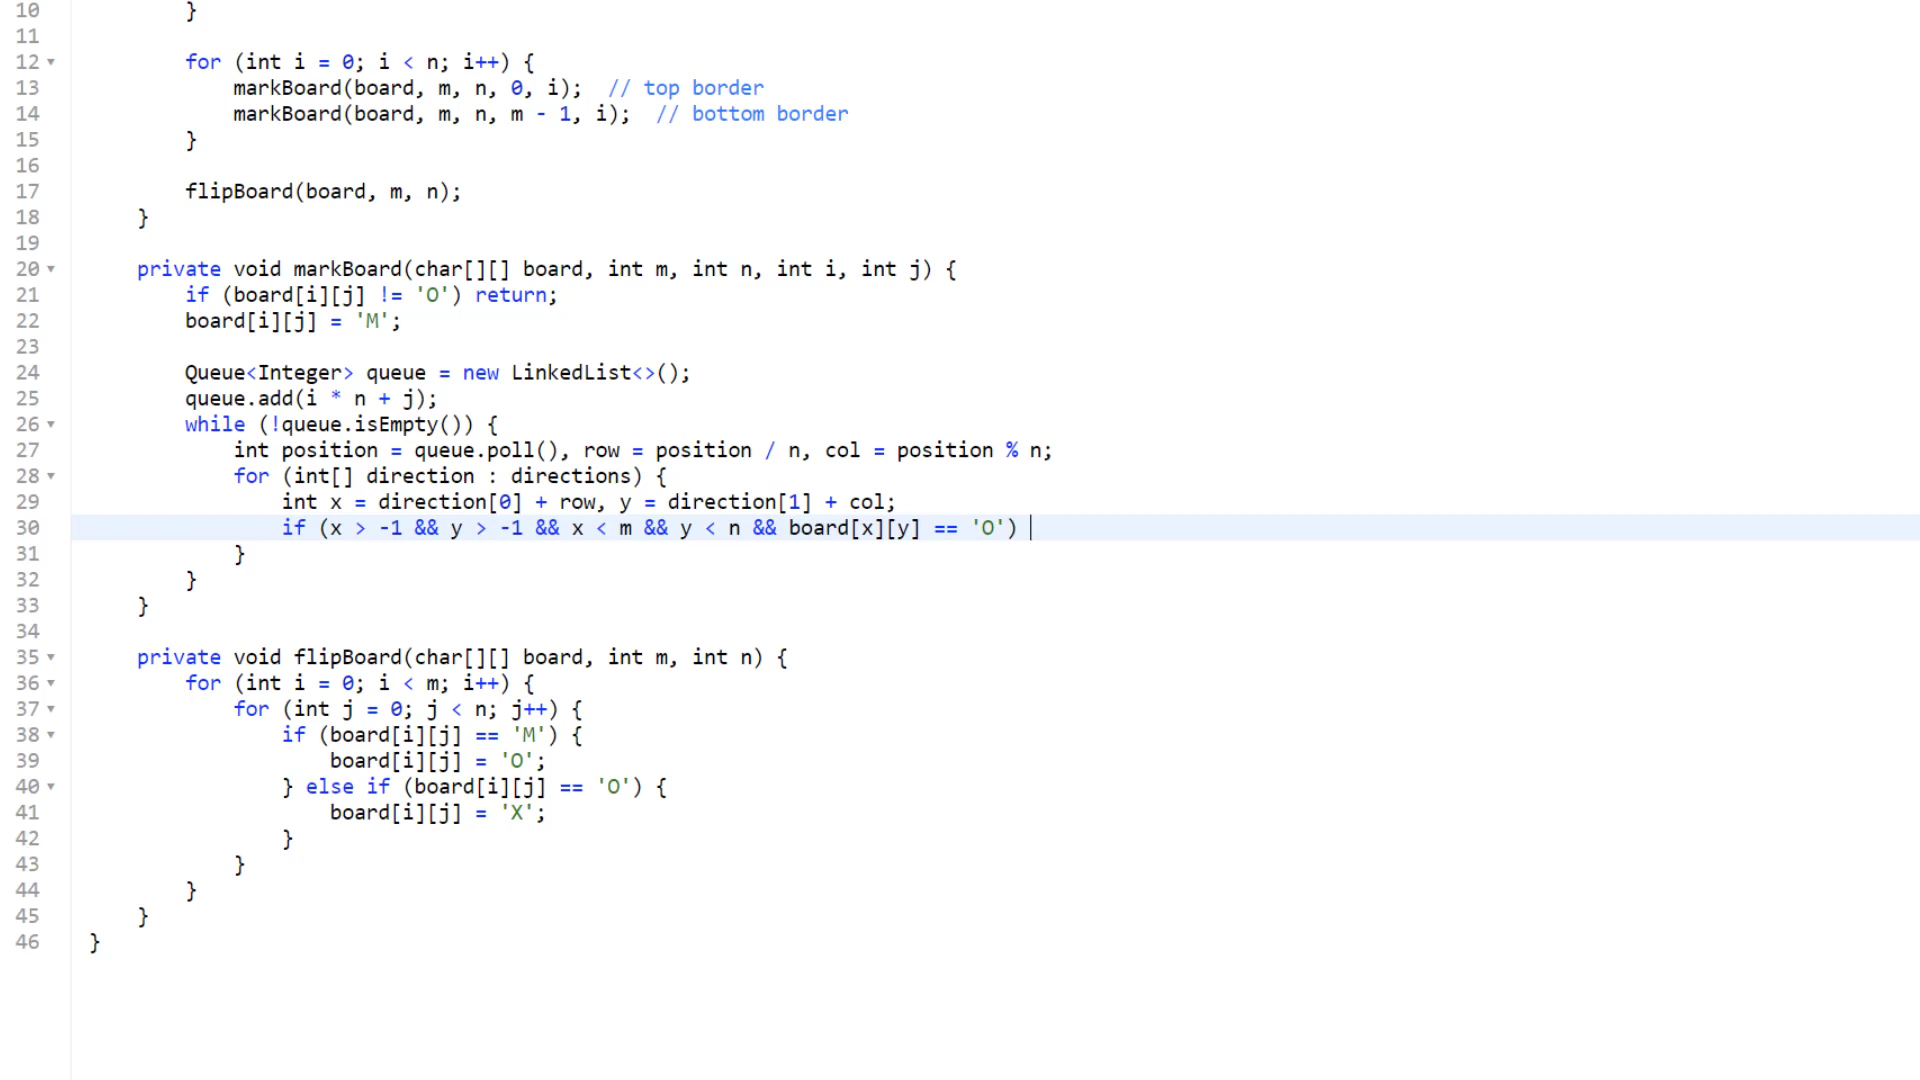 10 }
11
12 for (int i = 0; i < n; i++) {
13 markBoard(board, m, n, 0, i);  // top border
14 markBoard(board, m, n, m - 1, i);  // bottom border
15 }
16
17 flipBoard(board, m, n);
18 }
19
20 private void markBoard(char[][] board, int m, int n, int i, int j) {
21 if (board[i][j] != 'O') return;
22 board[i][j] = 'M';
23
24 Queue<Integer> queue = new LinkedList<>();
25 queue.add(i * n + j);
26 while (!queue.isEmpty()) {
27 int position = queue.poll(), row = position / n, col = position % n;
28 for (int[] direction : directions) {
29 int x = direction[0] + row, y = direction[1] + col;
30 if (x > -1 && y > -1 && x < m && y < n && board[x][y] == 'O')
31 }
32 }
33 }
34
35 private void flipBoard(char[][] board, int m, int n) {
36 for (int i = 0; i < m; i++) {
37 for (int j = 0; j < n; j++) {
38 if (board[i][j] == 'M') {
39 board[i][j] = 'O';
40 } else if (board[i][j] == 'O') {
41 board[i][j] = 'X';
42 }
43 }
44 }
45 }
46 }